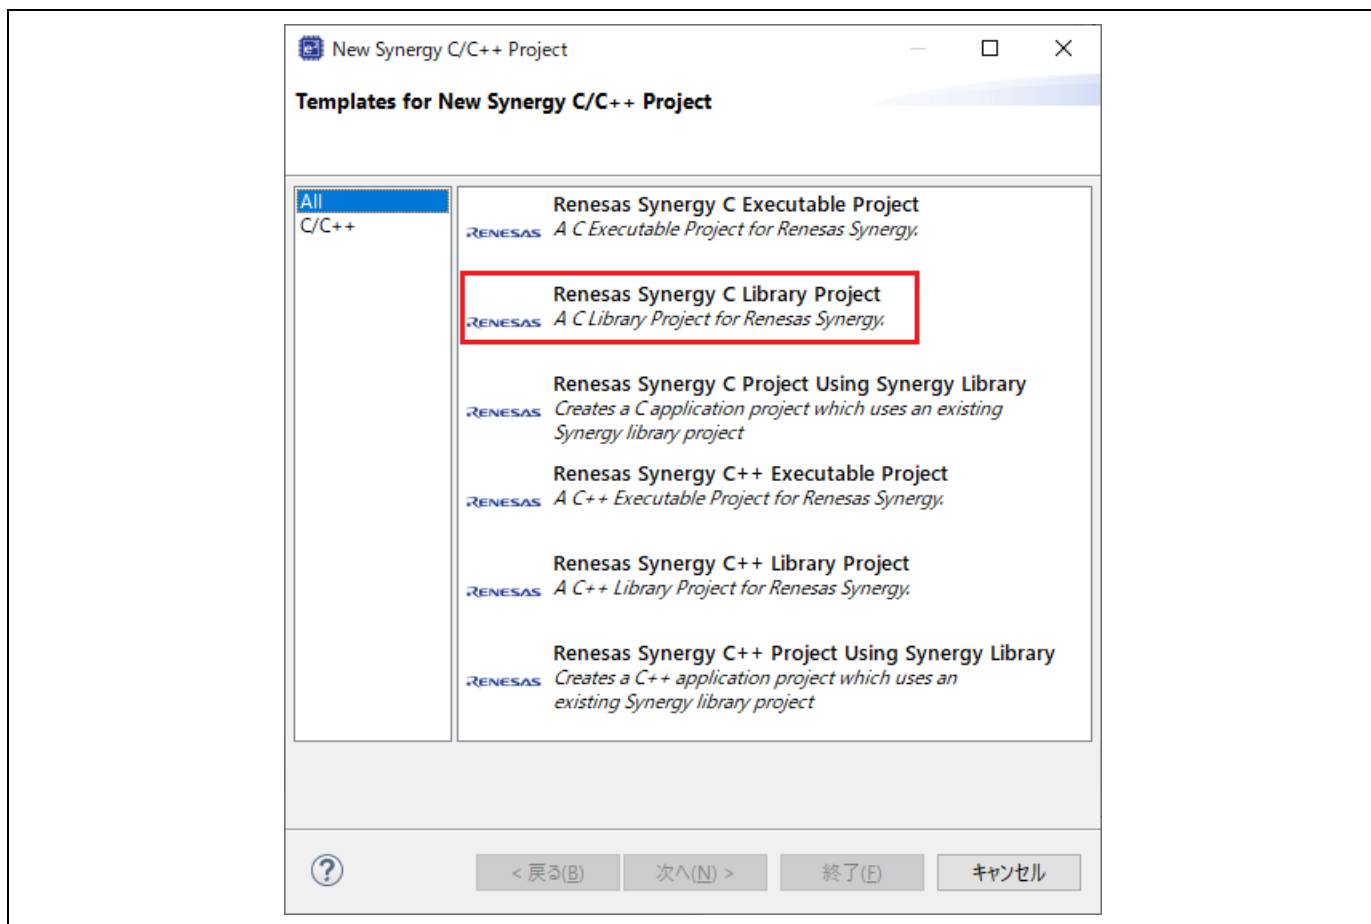 New Synergy C/C++ Project
Templates for New Synergy C/C++ Project
All
C/C++
Renesas Synergy C Executable Project
RENESAS A C Executable Project for Renesas Synergy.
Renesas Synergy C Library Project
RENESAS A C Library Project for Renesas Synergy.
Renesas Synergy C Project Using Synergy Library
RENESAS Creates a C application project which uses an existing
Synergy library project
Renesas Synergy C++ Executable Project
RENESAS A C++ Executable Project for Renesas Synergy.
Renesas Synergy C++ Library Project
RENESAS A C++ Library Project for Renesas Synergy.
Renesas Synergy C++ Project Using Synergy Library
RENESAS Creates a C++ application project which uses an
existing Synergy library project
? < 戻る(B) 次へ(N) > 終了(F) キャンセル